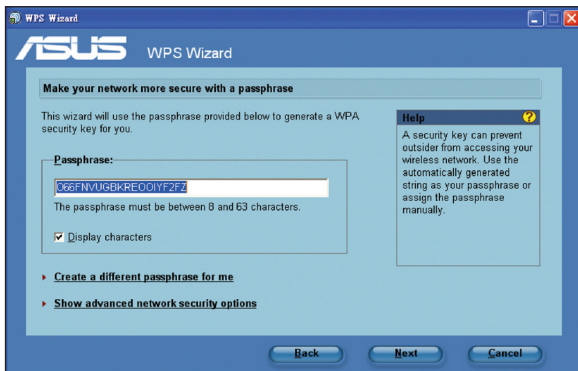 WPS Wizard
ASUS WPS Wizard
Make your network more secure with a passphrase
This wizard will use the passphrase provided below to generate a WPA
security key for you.
Passphrase:
O66FNVUGBKREOOIYF2FZ
The passphrase must be between 8 and 63 characters.
Display characters
Create a different passphrase for me
Show advanced network security options
Help
?
A security key can prevent
outsider from accessing your
wireless network. Use the
automatically generated
string as your passphrase or
assign the passphrase
manually.
Back
Next
Cancel